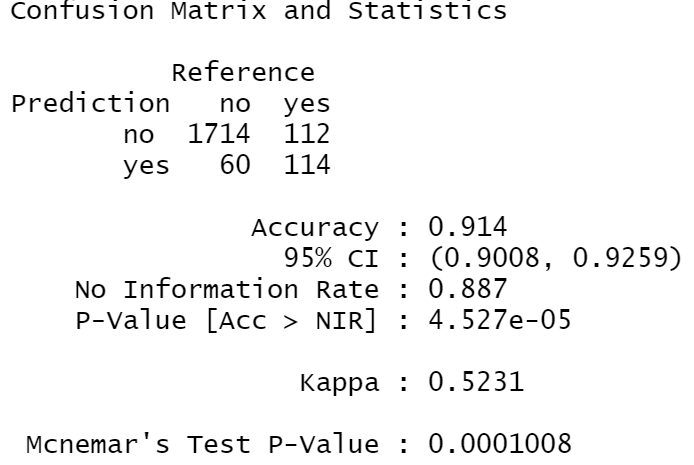 Confusion Matrix and Statistics
Reference
Prediction no yes
no 1714 112
yes 60 114
Accuracy : 0.914
95% CI : (0.9008, 0.9259)
No Information Rate : 0.887
P-Value [Acc > NIR] : 4.527e-05
Kappa : 0.5231
Mcnemar's Test P-Value : 0.0001008